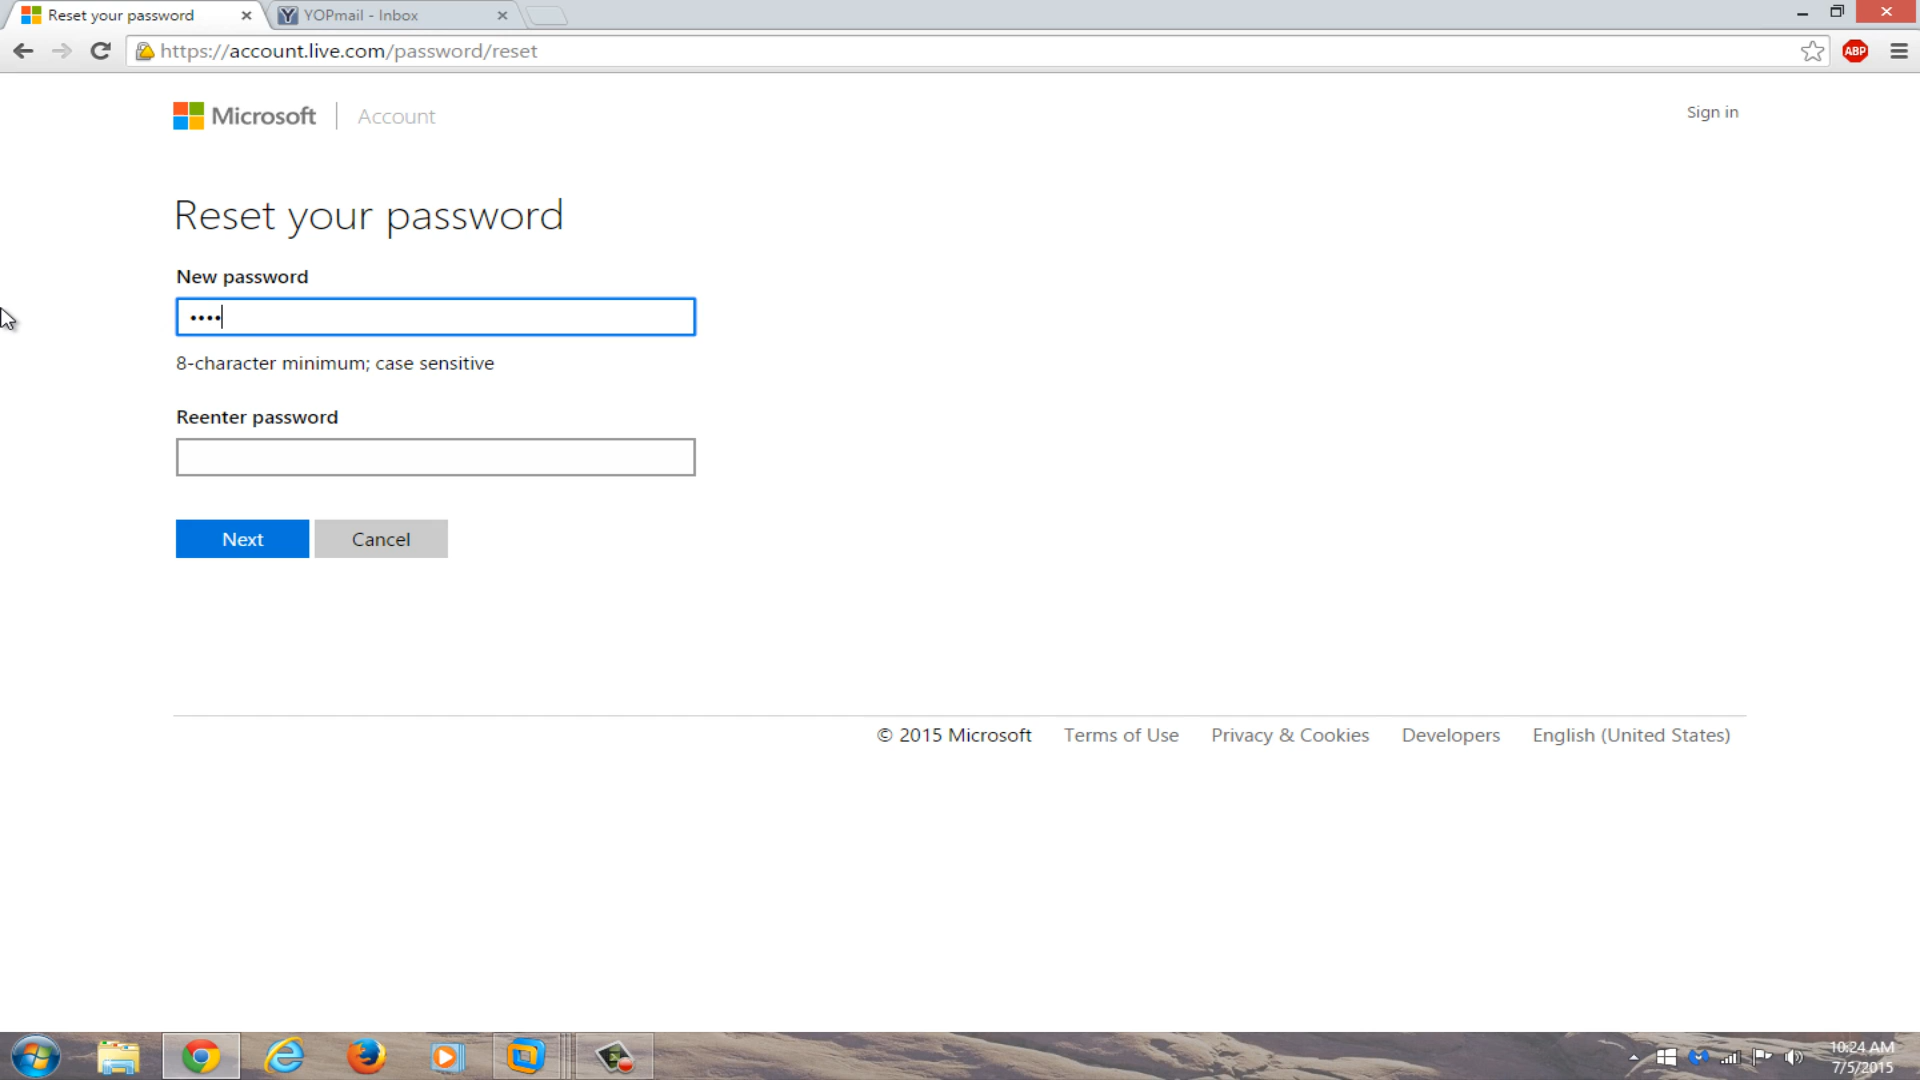 Reset your password
YOPmail - Inbox
https://account.live.com/password/reset
ABP
Microsoft | Account
Sign in
Reset your password
New password
••••
8-character minimum; case sensitive
Reenter password
Next
Cancel
© 2015 Microsoft Terms of Use Privacy & Cookies Developers English (United States)
10:24 AM
7/5/2015